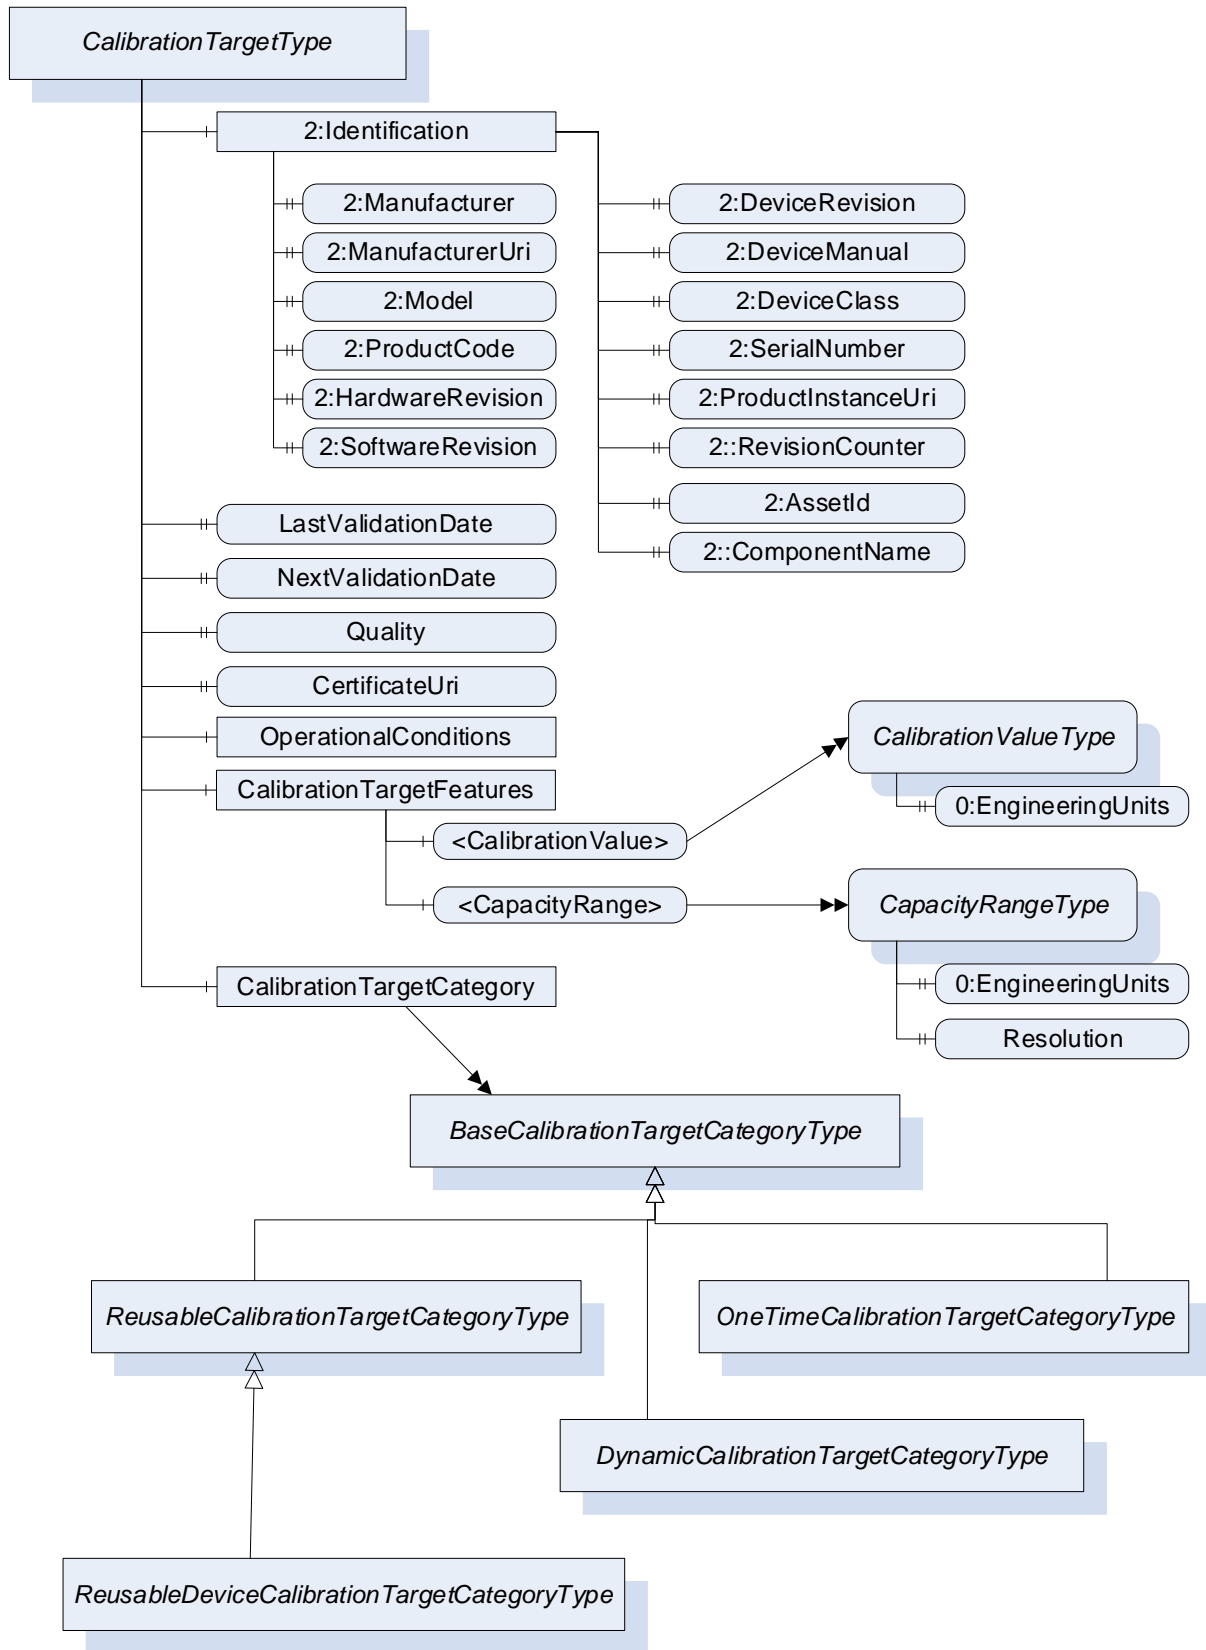 CalibrationTargetType
2:Identification
2:Manufacturer
2:ManufacturerUri
2:Model
2:ProductCode
2:HardwareRevision
2:SoftwareRevision
2:DeviceRevision
2:DeviceManual
2:DeviceClass
2:SerialNumber
2:ProductInstanceUri
2::RevisionCounter
2:AssetId
2::ComponentName
LastValidationDate
NextValidationDate
Quality
CertificateUri
OperationalConditions
CalibrationTargetFeatures
<CalibrationValue>
<CapacityRange>
CalibrationValueType
0:EngineeringUnits
CapacityRangeType
0:EngineeringUnits
Resolution
CalibrationTargetCategory
BaseCalibrationTargetCategoryType
ReusableCalibrationTargetCategoryType
OneTimeCalibrationTargetCategoryType
DynamicCalibrationTargetCategoryType
ReusableDeviceCalibrationTargetCategoryType